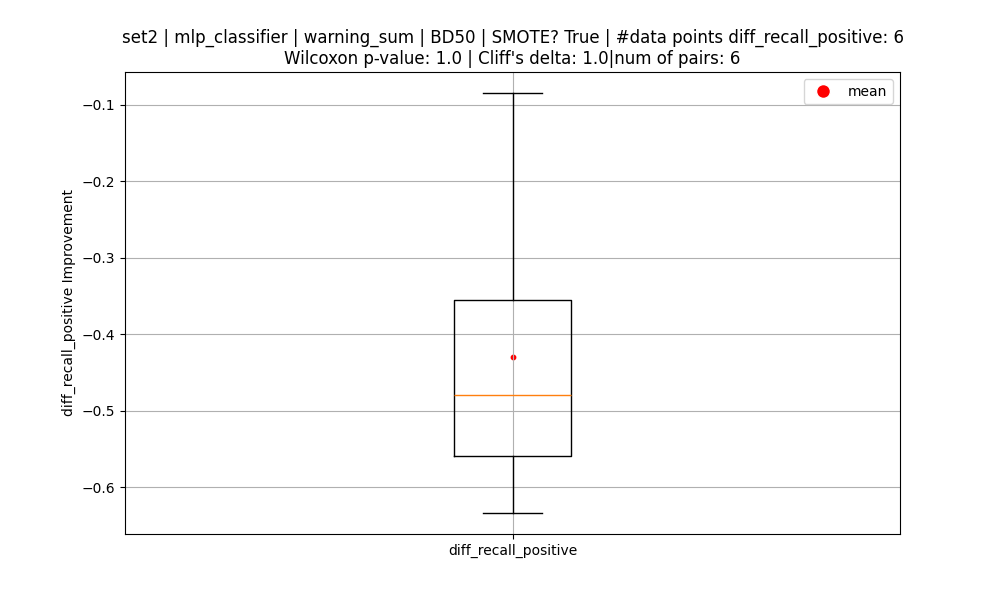 set2 | mlp_classifier | warning_sum | BD50 | SMOTE? True | #data points diff_recall_positive: 6
Wilcoxon p-value: 1.0 | Cliff's delta: 1.0|num of pairs: 6
mean
−0.1
−0.2
−0.3
−0.4
−0.5
−0.6
diff_recall_positive Improvement
diff_recall_positive